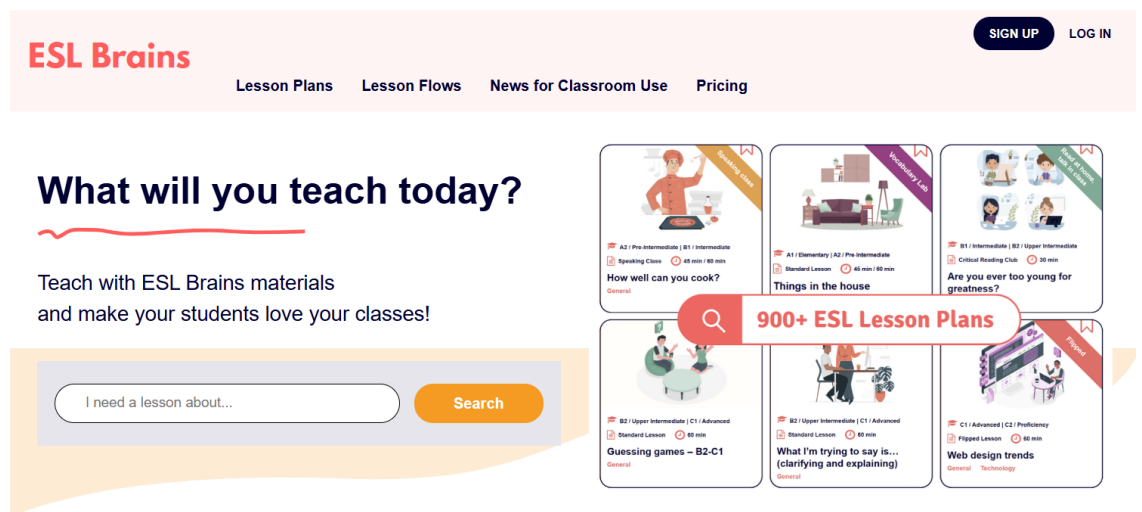 SIGN UP LOG IN
ESL Brains
Lesson Plans Lesson Flows News for Classroom Use Pricing
What will you teach today?
Teach with ESL Brains materials
and make your students love your classes!
I need a lesson about...
Search
Speaking class
A2 / Pre-Intermediate | B1 / Intermediate
Speaking Class 45 min / 60 min
How well can you cook?
General
Vocabulary Lab
A1 / Elementary | A2 / Pre-Intermediate
Standard Lesson 45 min / 60 min
Things in the house
Read at home,
talk in class
B1 / Intermediate | B2 / Upper Intermediate
Critical Reading Club 30 min
Are you ever too young for
greatness?
900+ ESL Lesson Plans
B2 / Upper Intermediate | C1 / Advanced
Standard Lesson 60 min
Guessing games – B2-C1
General
B2 / Upper Intermediate | C1 / Advanced
Standard Lesson 60 min
What I'm trying to say is…
(clarifying and explaining)
General
Flipped
C1 / Advanced | C2 / Proficiency
Flipped Lesson 60 min
Web design trends
General Technology